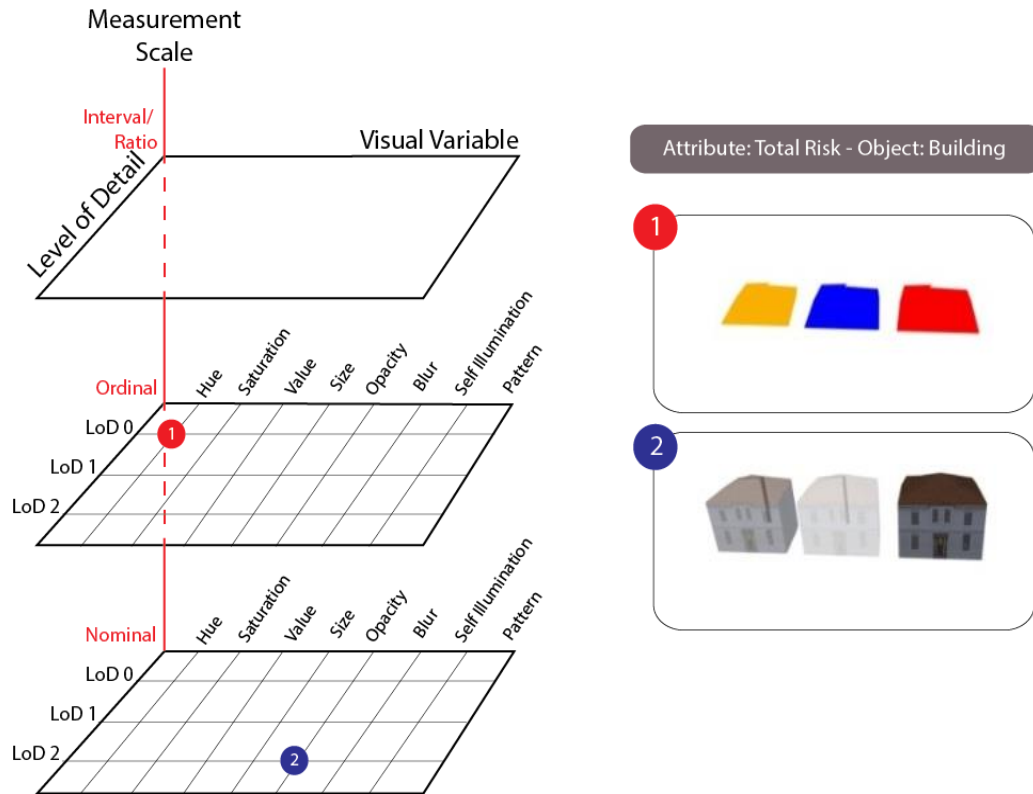 Measurement
Scale
Interval/
Ratio
Visual Variable
Level of Detail
Ordinal
Hue
Saturation
Value
Size
Opacity
Blur
Self Illumination
Pattern
LoD 0
1
LoD 1
LoD 2
Nominal
Hue
Saturation
Value
Size
Opacity
Blur
Self Illumination
Pattern
LoD 0
LoD 1
LoD 2
2
Attribute: Total Risk - Object: Building
1
2